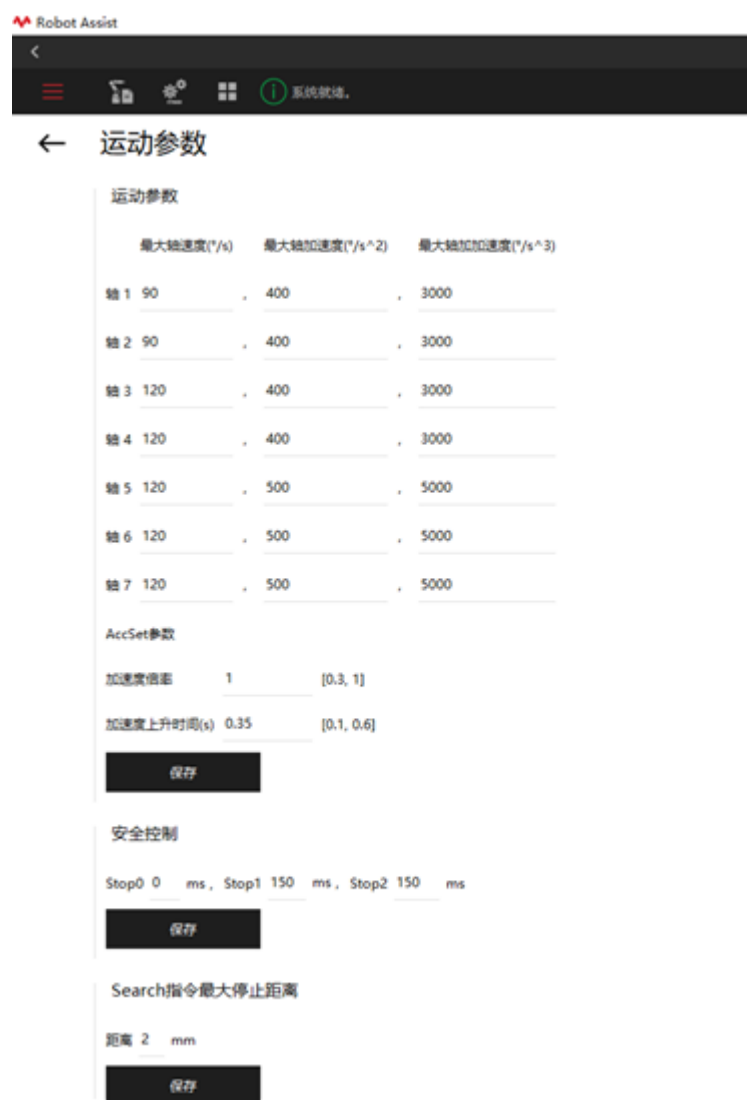 Robot Assist
系统就绪。
运动参数
运动参数
最大轴速度(°/s) 最大轴加速度(°/s^2) 最大轴加加速度(°/s^3)
轴 1 90 , 400 , 3000
轴 2 90 , 400 , 3000
轴 3 120 , 400 , 3000
轴 4 120 , 400 , 3000
轴 5 120 , 500 , 5000
轴 6 120 , 500 , 5000
轴 7 120 , 500 , 5000
AccSet参数
加速度倍率 1 [0.3, 1]
加速度上升时间(s) 0.35 [0.1, 0.6]
保存
安全控制
Stop0 0 ms , Stop1 150 ms , Stop2 150 ms
保存
Search指令最大停止距离
距离 2 mm
保存